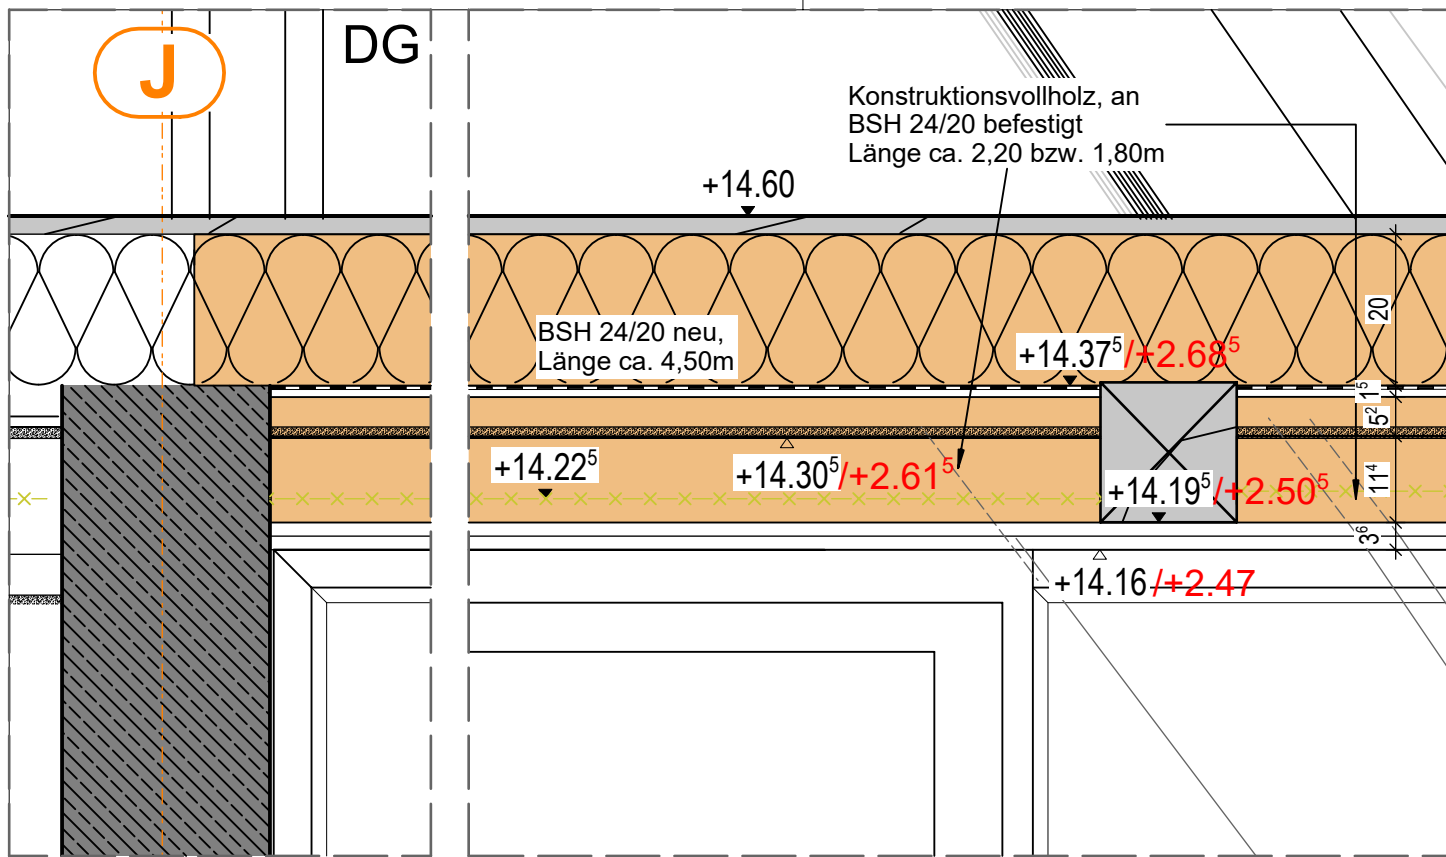 J
DG
Konstruktionsvollholz, an
BSH 24/20 befestigt
Länge ca. 2,20 bzw. 1,80m
+14.60
BSH 24/20 neu,
Länge ca. 4,50m
+14.37⁵/+2.68⁵
20
1⁵
5²
11⁴
3⁶
+14.22⁵
+14.30⁵/+2.61⁵
+14.19⁵/+2.50⁵
+14.16/+2.47